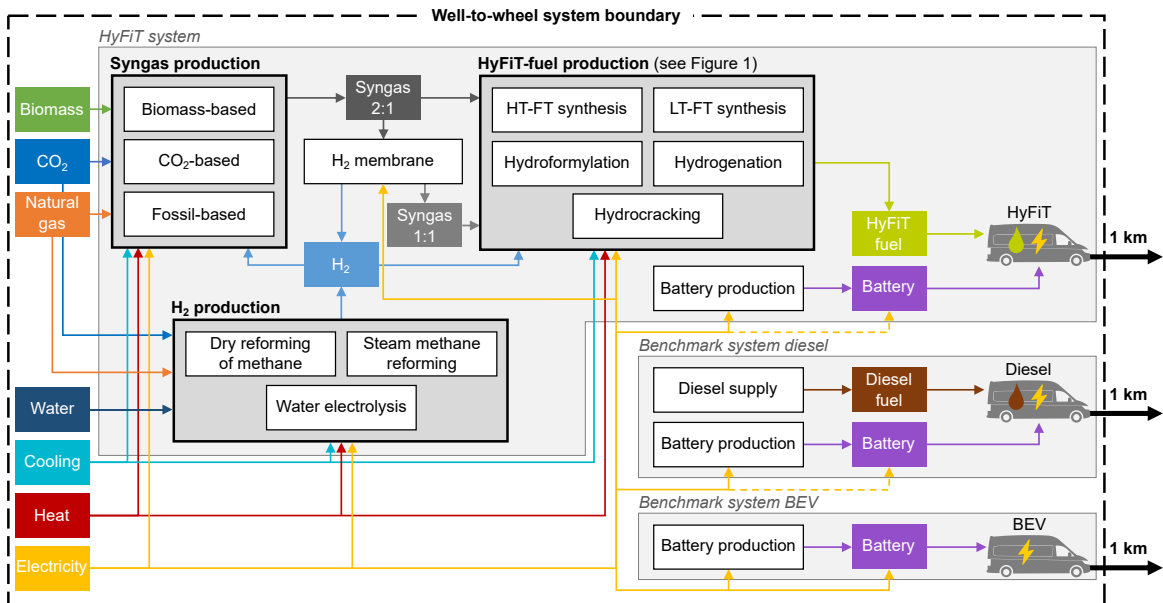 Well-to-wheel system boundary
HyFiT system
Syngas production
Biomass-based
CO₂-based
Fossil-based
Syngas
2:1
H₂ membrane
Syngas
1:1
H₂
HyFiT-fuel production (see Figure 1)
HT-FT synthesis
LT-FT synthesis
Hydroformylation
Hydrogenation
Hydrocracking
Biomass
CO₂
Natural
gas
Water
Cooling
Heat
Electricity
H₂ production
Dry reforming
of methane
Steam methane
reforming
Water electrolysis
HyFiT
fuel
HyFiT
1 km
Battery production
Battery
Benchmark system diesel
Diesel supply
Diesel
fuel
Diesel
1 km
Battery production
Battery
Benchmark system BEV
Battery production
Battery
BEV
1 km